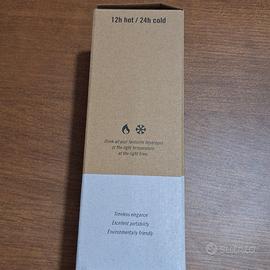 12h hot / 24h cold
Drink all your favourite beverages
at the right temperature
at the right time.
Timeless elegance
Excellent portability
Environmentally friendly
Subito